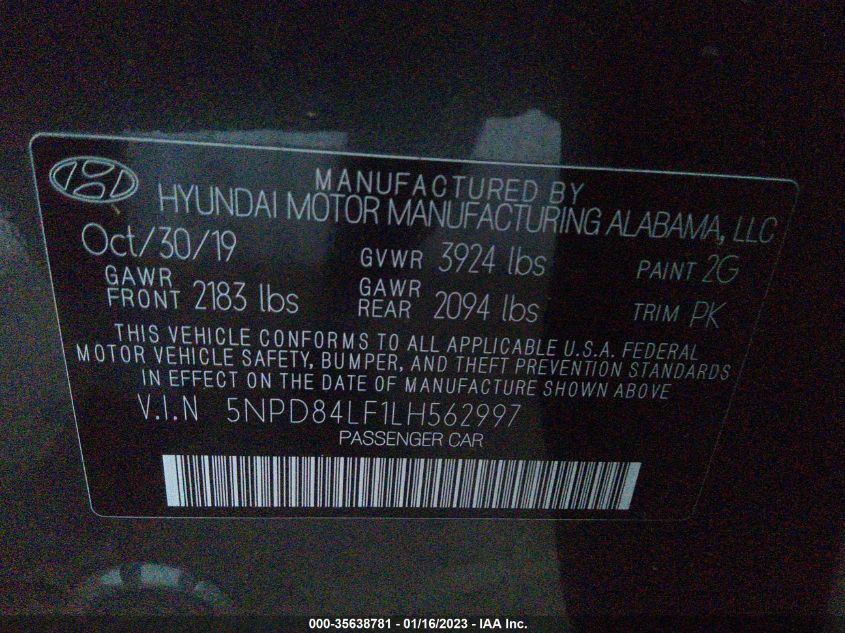 MANUFACTURED BY
HYUNDAI MOTOR MANUFACTURING ALABAMA, LLC
Oct/30/19 GVWR 3924 lbs PAINT 2G
GAWR FRONT 2183 lbs GAWR REAR 2094 lbs TRIM PK
THIS VEHICLE CONFORMS TO ALL APPLICABLE U.S.A. FEDERAL
MOTOR VEHICLE SAFETY, BUMPER, AND THEFT PREVENTION STANDARDS
IN EFFECT ON THE DATE OF MANUFACTURE SHOWN ABOVE
V.I.N 5NPD84LF1LH562997
PASSENGER CAR
000-35638781 - 01/16/2023 - IAA Inc.